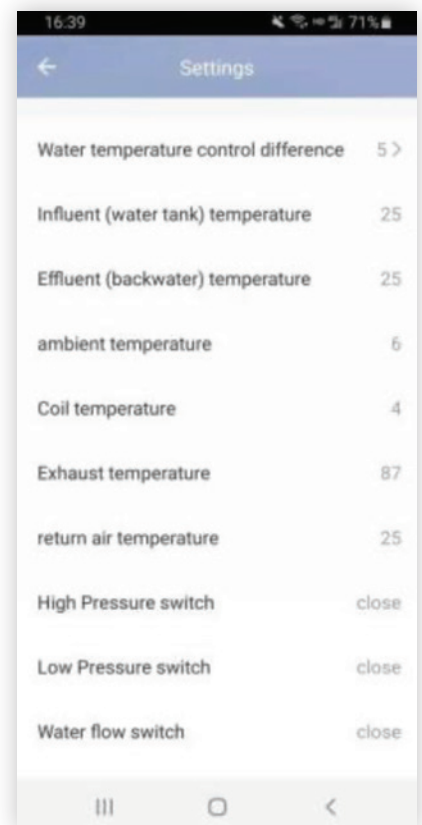 16:39 71%
Settings
Water temperature control difference 5 >
Influent (water tank) temperature 25
Effluent (backwater) temperature 25
ambient temperature 6
Coil temperature 4
Exhaust temperature 87
return air temperature 25
High Pressure switch close
Low Pressure switch close
Water flow switch close